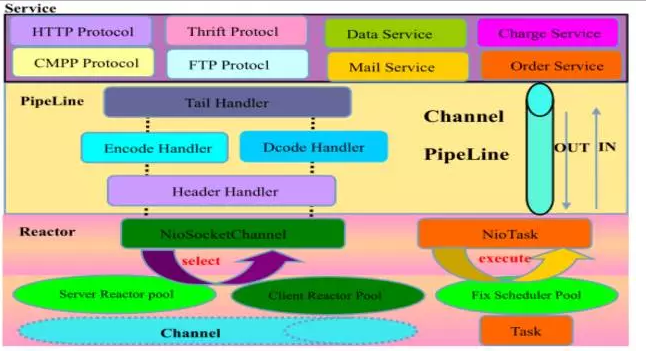 Service
HTTP Protocol
Thrift Protocl
Data Service
Charge Service
CMPP Protocol
FTP Protocl
Mail Service
Order Service
PipeLine
Tail Handler
Channel
PipeLine
OUT
IN
Encode Handler
Dcode Handler
Header Handler
Reactor
NioSocketChannel
NioTask
select
execute
Server Reactor pool
Client Reactor Pool
Fix Scheduler Pool
Channel
Task